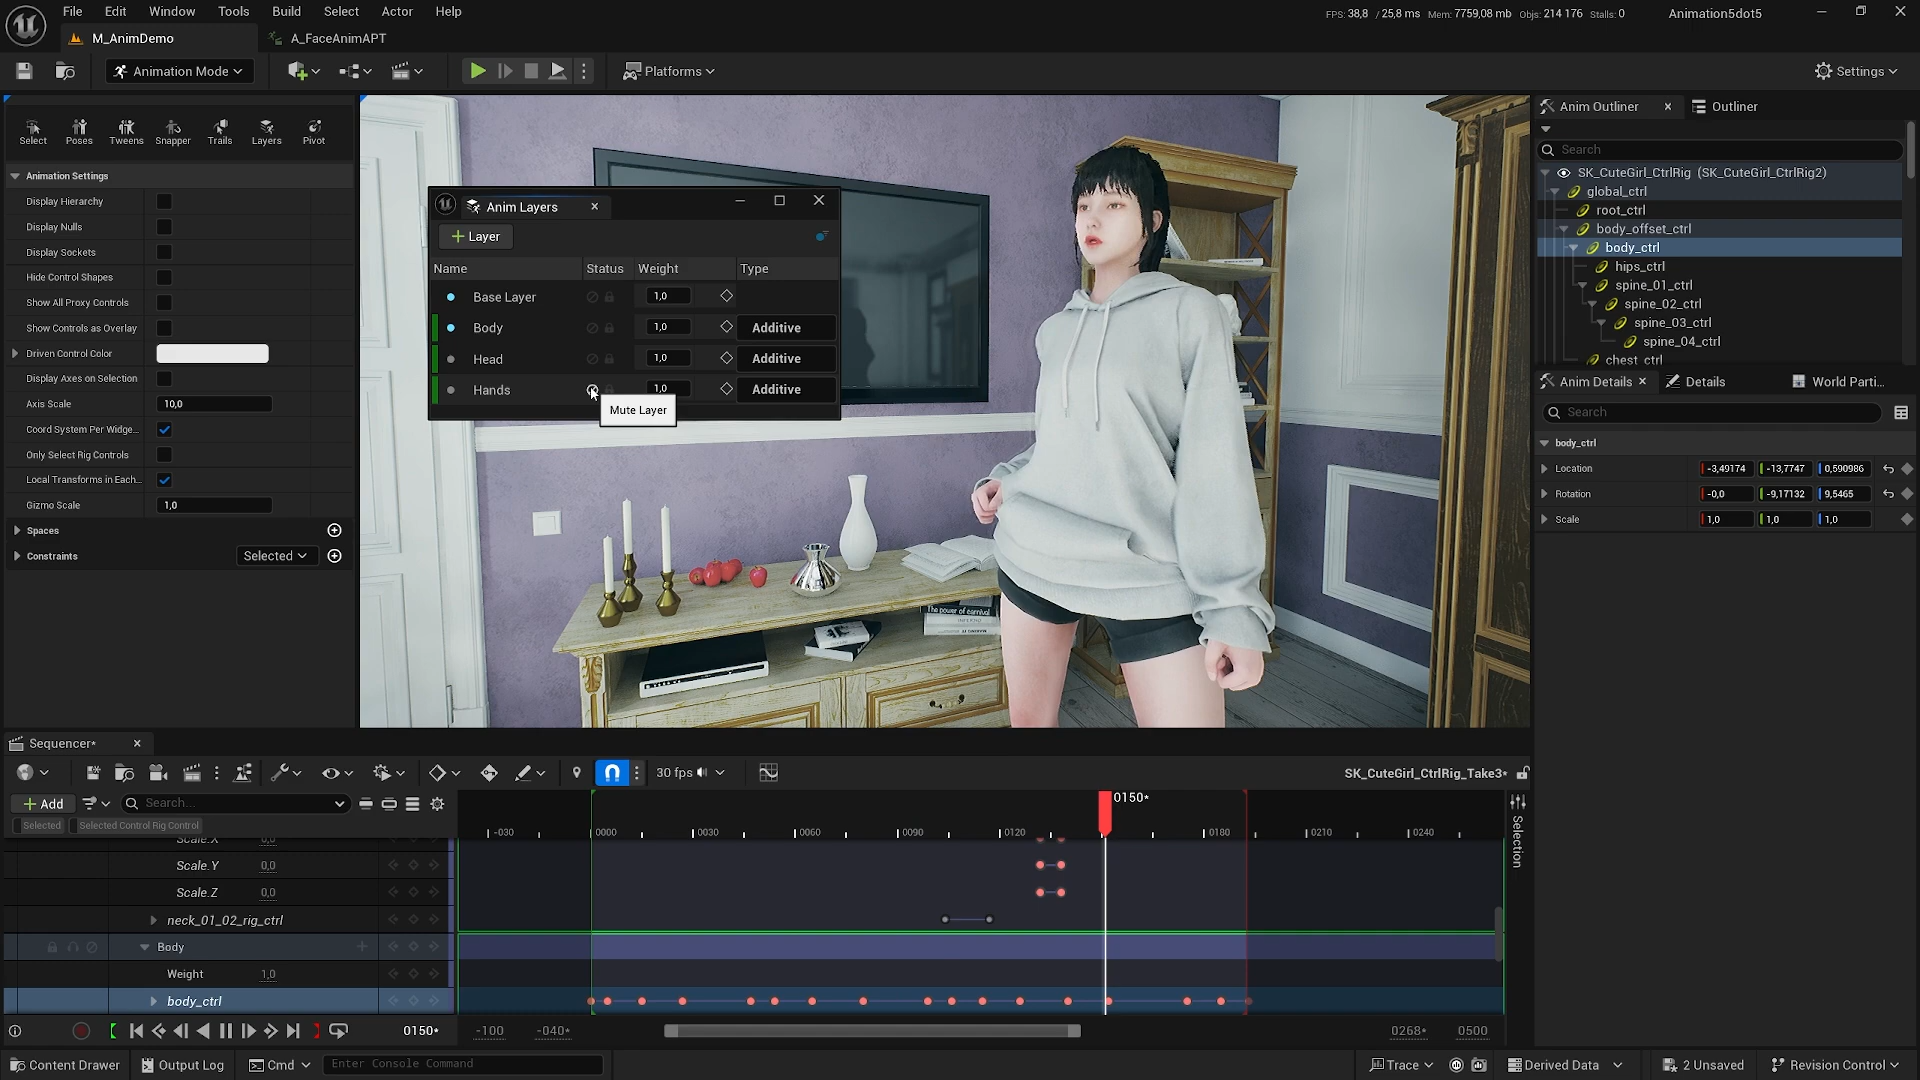 File Edit Window Tools Build Select Actor Help
FPS: 38,8 / 25,8 ms Mem: 7759,08 mb Objs: 214 176 Stalls: 0
Animation5dot5
M_AnimDemo
A_FaceAnimAPT
Animation Mode
Platforms
Settings
Select Poses Tweens Snapper Trails Layers Pivot
Animation Settings
Display Hierarchy
Display Nulls
Display Sockets
Hide Control Shapes
Show All Proxy Controls
Show Controls as Overlay
Driven Control Color
Display Axes on Selection
Axis Scale 10,0
Coord System Per Widge...
Only Select Rig Controls
Local Transforms in Each...
Gizmo Scale 1,0
Spaces
Constraints Selected
Anim Layers
+ Layer
Name Status Weight Type
Base Layer 1,0
Body 1,0 Additive
Head 1,0 Additive
Hands 1,0 Additive
Mute Layer
The power of carnival
Anim Outliner
Outliner
Search
SK_CuteGirl_CtrlRig (SK_CuteGirl_CtrlRig2)
global_ctrl
root_ctrl
body_offset_ctrl
body_ctrl
hips_ctrl
spine_01_ctrl
spine_02_ctrl
spine_03_ctrl
spine_04_ctrl
chest_ctrl
Anim Details
Details
World Parti...
Search
body_ctrl
Location -3,49174 -13,7747 0,590986
Rotation -0,0 -9,17132 9,5465
Scale 1,0 1,0 1,0
Sequencer*
30 fps
SK_CuteGirl_CtrlRig_Take3*
+ Add
Search...
Selected
Selected Control Rig Control
0150*
-030 0000 0030 0060 0090 0120 0180 0210 0240
Selection
Scale.X 0,0
Scale.Y 0,0
Scale.Z 0,0
neck_01_02_rig_ctrl
Body
Weight 1,0
body_ctrl
0150*
-100 -040* 0268* 0500
Content Drawer
Output Log
Cmd
Enter Console Command
Trace
Derived Data
2 Unsaved
Revision Control